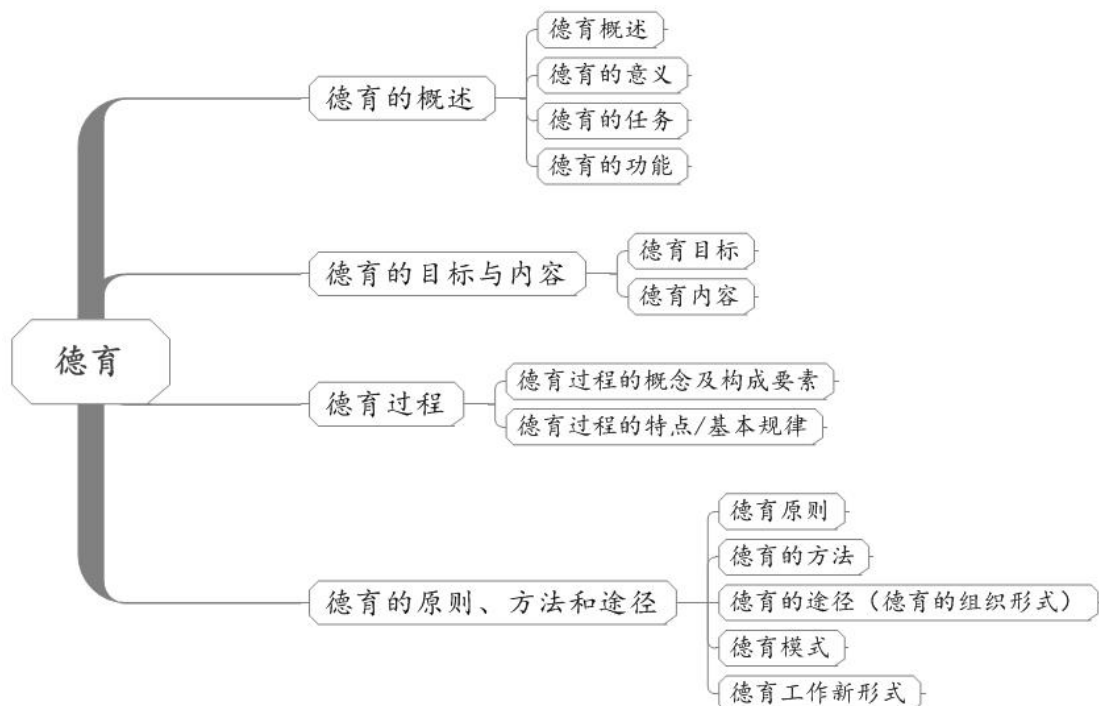 德育
德育的概述
德育概述
德育的意义
德育的任务
德育的功能
德育的目标与内容
德育目标
德育内容
德育过程
德育过程的概念及构成要素
德育过程的特点/基本规律
德育的原则、方法和途径
德育原则
德育的方法
德育的途径（德育的组织形式）
德育模式
德育工作新形式